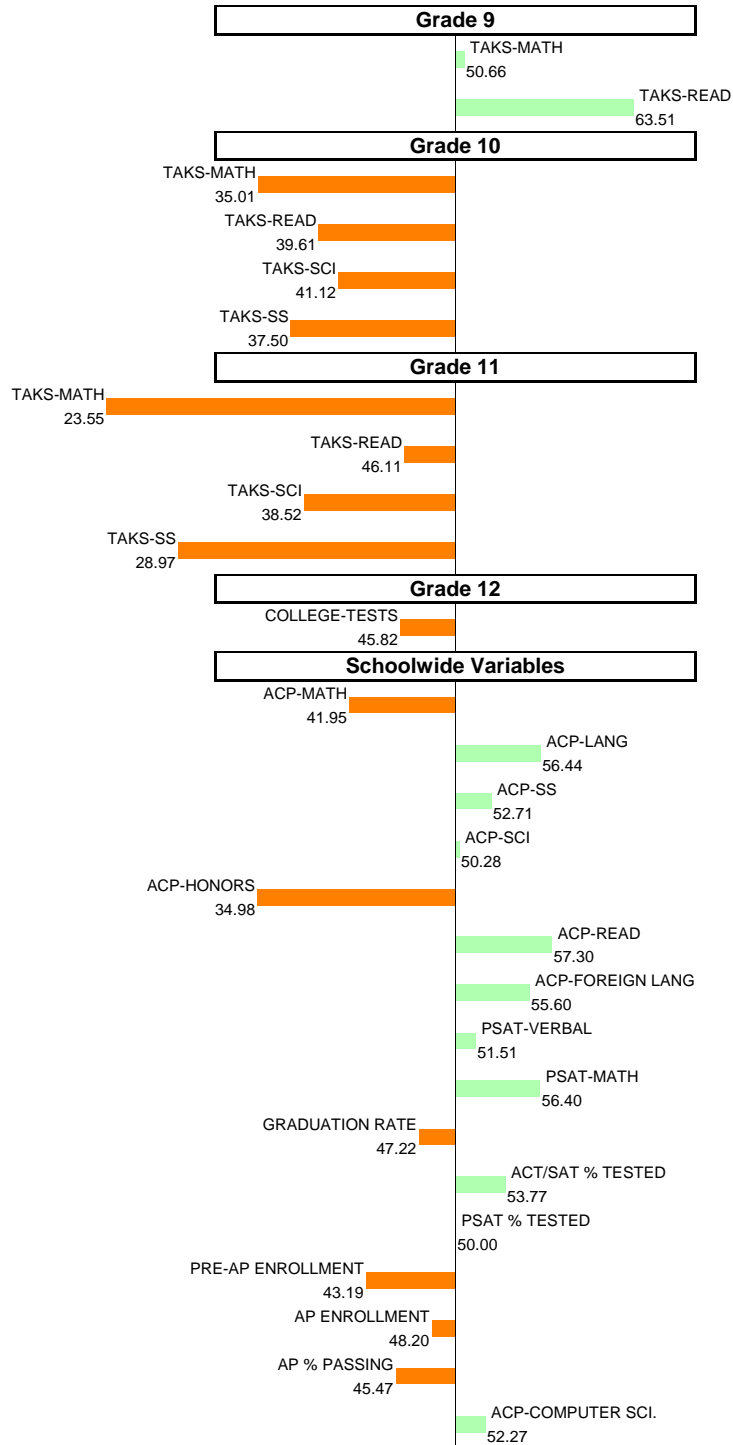 Grade 9
TAKS-MATH
50.66
TAKS-READ
63.51
Grade 10
TAKS-MATH
35.01
TAKS-READ
39.61
TAKS-SCI
41.12
TAKS-SS
37.50
Grade 11
TAKS-MATH
23.55
TAKS-READ
46.11
TAKS-SCI
38.52
TAKS-SS
28.97
Grade 12
COLLEGE-TESTS
45.82
Schoolwide Variables
ACP-MATH
41.95
ACP-LANG
56.44
ACP-SS
52.71
ACP-SCI
50.28
ACP-HONORS
34.98
ACP-READ
57.30
ACP-FOREIGN LANG
55.60
PSAT-VERBAL
51.51
PSAT-MATH
56.40
GRADUATION RATE
47.22
ACT/SAT % TESTED
53.77
PSAT % TESTED
50.00
PRE-AP ENROLLMENT
43.19
AP ENROLLMENT
48.20
AP % PASSING
45.47
ACP-COMPUTER SCI.
52.27